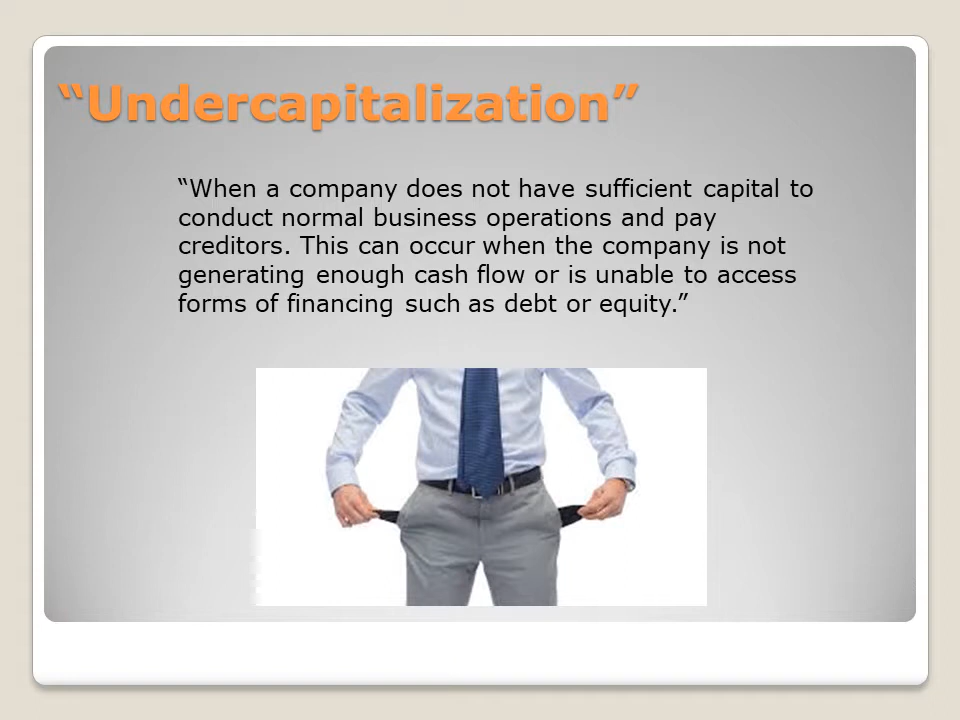 “Undercapitalization”
“When a company does not have sufficient capital to
conduct normal business operations and pay
creditors. This can occur when the company is not
generating enough cash flow or is unable to access
forms of financing such as debt or equity.”